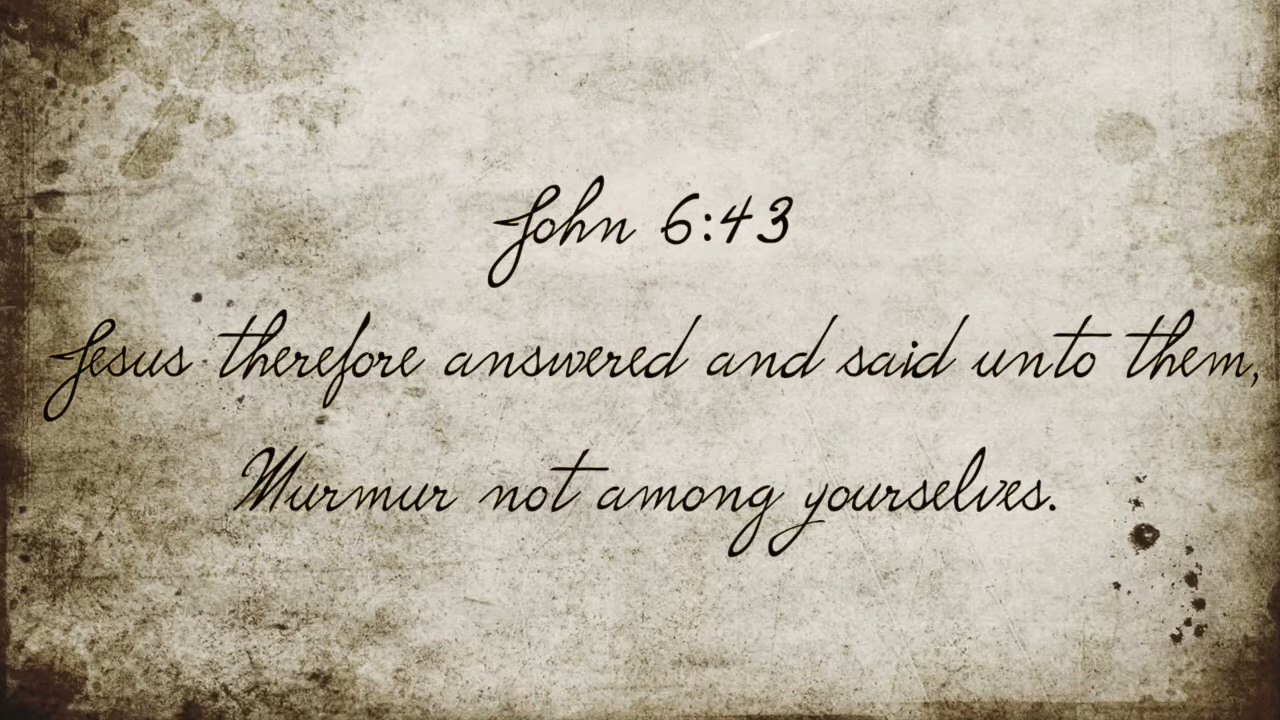 John 6:43
Jesus therefore answered and said unto them,
Murmur not among yourselves.